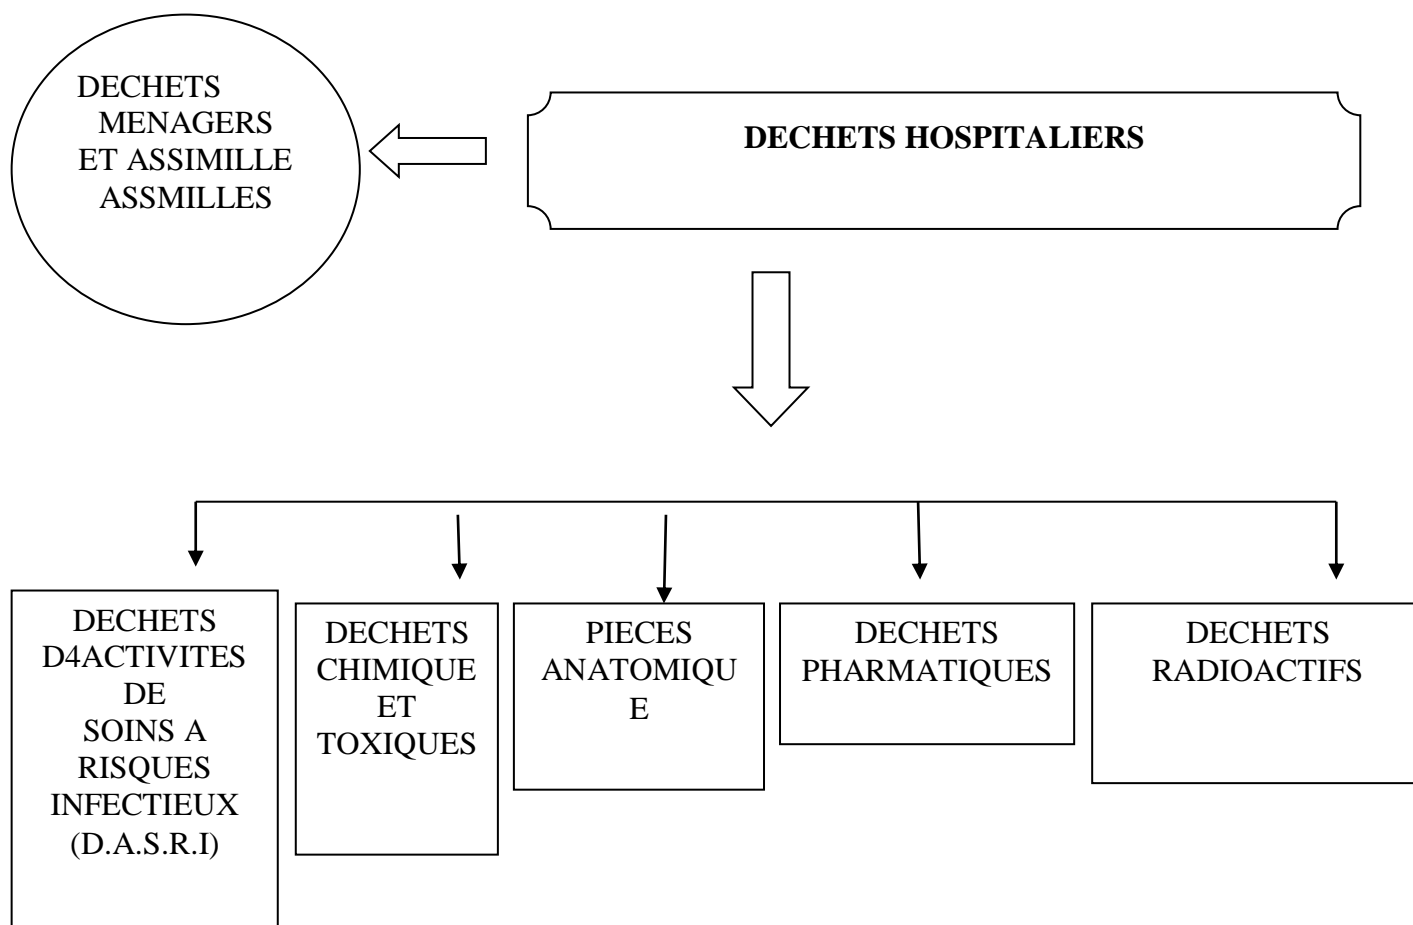 DECHETS
MENAGERS
ET ASSIMILLE
ASSMILLES
DECHETS HOSPITALIERS
DECHETS
D4ACTIVITES
DE
SOINS A
RISQUES
INFECTIEUX
(D.A.S.R.I)
DECHETS
CHIMIQUE
ET
TOXIQUES
PIECES
ANATOMIQU
E
DECHETS
PHARMATIQUES
DECHETS
RADIOACTIFS